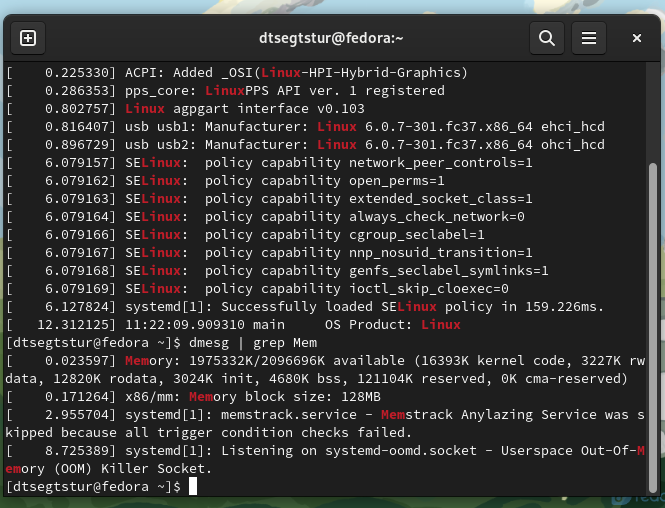 dtsegtstur@fedora:~
[    0.225330] ACPI: Added _OSI(Linux-HPI-Hybrid-Graphics)
[    0.286353] pps_core: LinuxPPS API ver. 1 registered
[    0.802757] Linux agpgart interface v0.103
[    0.816407] usb usb1: Manufacturer: Linux 6.0.7-301.fc37.x86_64 ehci_hcd
[    0.896729] usb usb2: Manufacturer: Linux 6.0.7-301.fc37.x86_64 ohci_hcd
[    6.079157] SELinux:  policy capability network_peer_controls=1
[    6.079162] SELinux:  policy capability open_perms=1
[    6.079163] SELinux:  policy capability extended_socket_class=1
[    6.079164] SELinux:  policy capability always_check_network=0
[    6.079166] SELinux:  policy capability cgroup_seclabel=1
[    6.079167] SELinux:  policy capability nnp_nosuid_transition=1
[    6.079168] SELinux:  policy capability genfs_seclabel_symlinks=1
[    6.079169] SELinux:  policy capability ioctl_skip_cloexec=0
[    6.127824] systemd[1]: Successfully loaded SELinux policy in 159.226ms.
[   12.312125] 11:22:09.909310 main     OS Product: Linux
[dtsegtstur@fedora ~]$ dmesg | grep Mem
[    0.023597] Memory: 1975332K/2096696K available (16393K kernel code, 3227K rw
data, 12820K rodata, 3024K init, 4680K bss, 121104K reserved, 0K cma-reserved)
[    0.171264] x86/mm: Memory block size: 128MB
[    2.955704] systemd[1]: memstrack.service - Memstrack Anylazing Service was s
kipped because all trigger condition checks failed.
[    8.725389] systemd[1]: Listening on systemd-oomd.socket - Userspace Out-Of-M
emory (OOM) Killer Socket.
[dtsegtstur@fedora ~]$